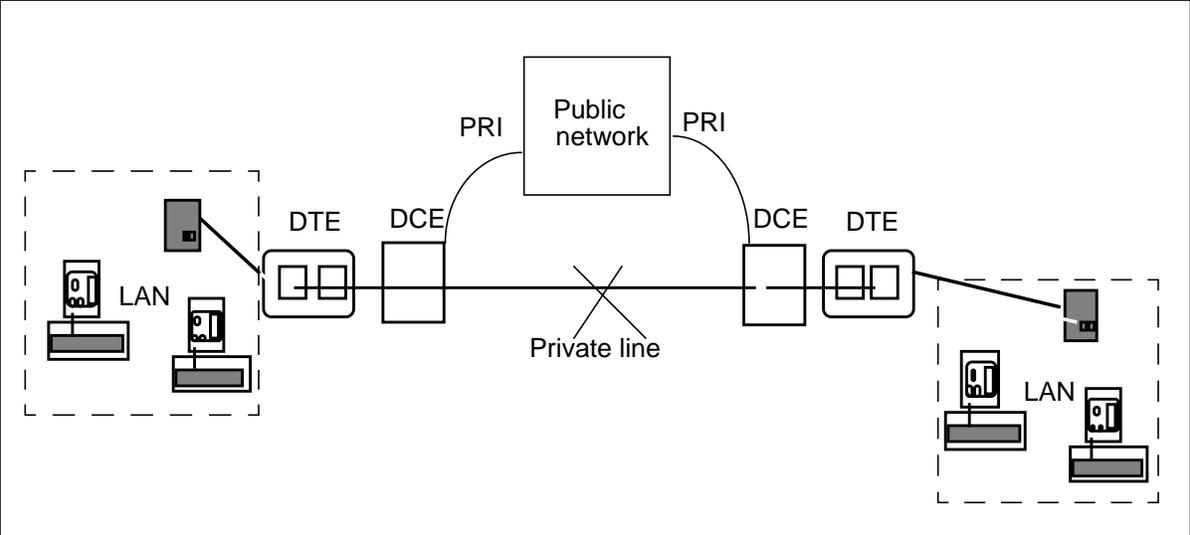 Public
network
PRI
PRI
DTE
DCE
DCE
DTE
LAN
Private line
LAN